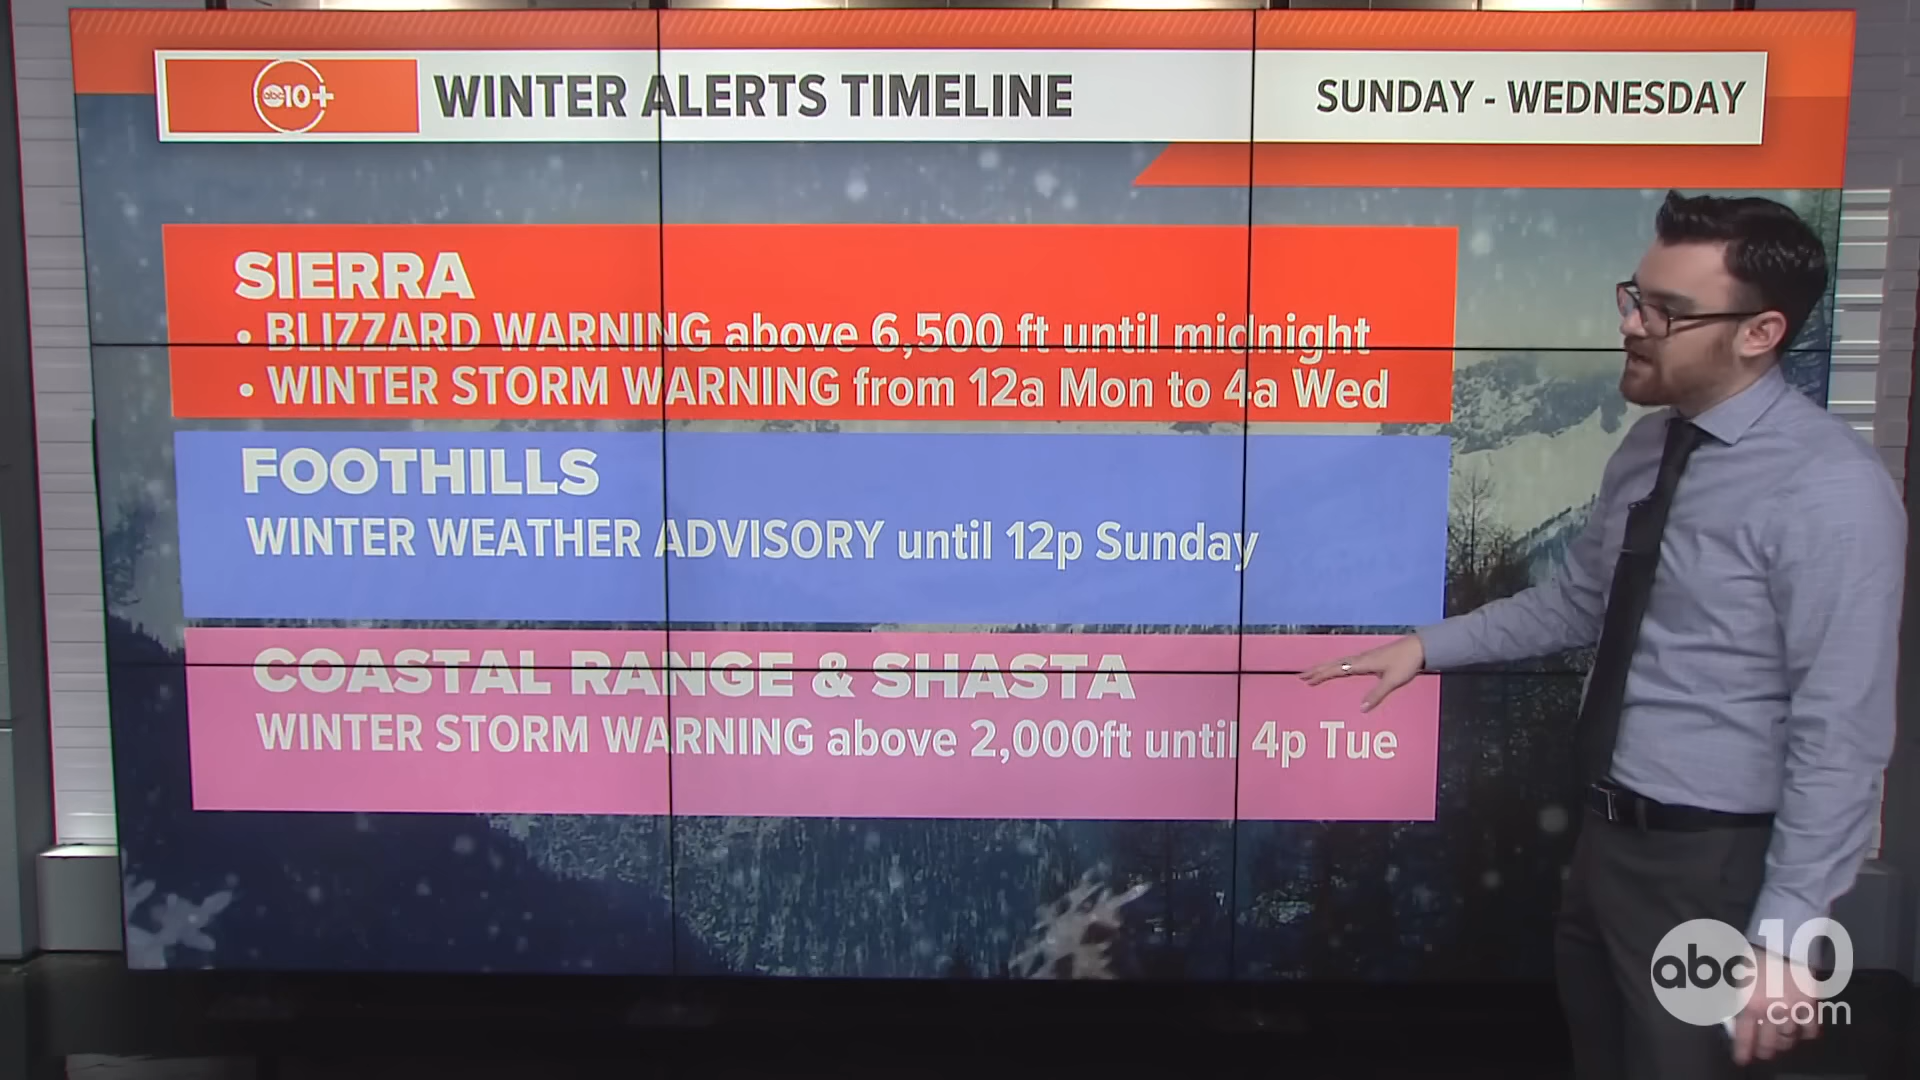 abc10+
WINTER ALERTS TIMELINE
SUNDAY - WEDNESDAY
SIERRA
• BLIZZARD WARNING above 6,500 ft until midnight
• WINTER STORM WARNING from 12a Mon to 4a Wed
FOOTHILLS
WINTER WEATHER ADVISORY until 12p Sunday
COASTAL RANGE & SHASTA
WINTER STORM WARNING above 2,000ft until 4p Tue
abc10
.com